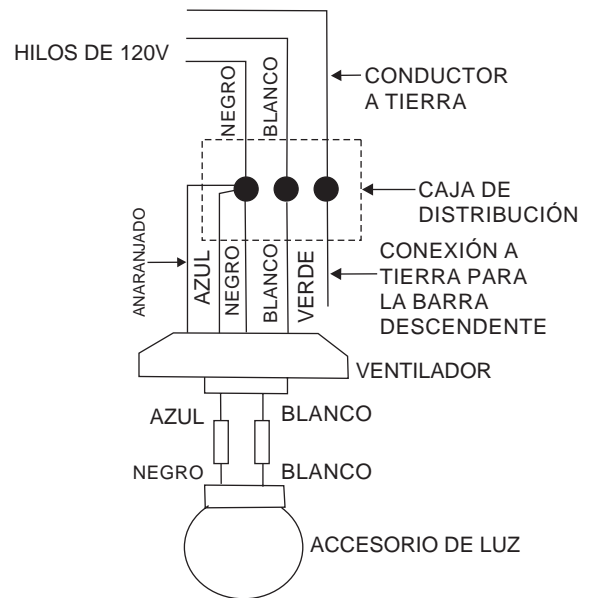 HILOS DE 120V
NEGRO
BLANCO
CONDUCTOR
A TIERRA
CAJA DE
DISTRIBUCIÓN
ANARANJADO
AZUL
NEGRO
BLANCO
VERDE
CONEXIÓN A
TIERRA PARA
LA BARRA
DESCENDENTE
VENTILADOR
AZUL
BLANCO
NEGRO
BLANCO
ACCESORIO DE LUZ